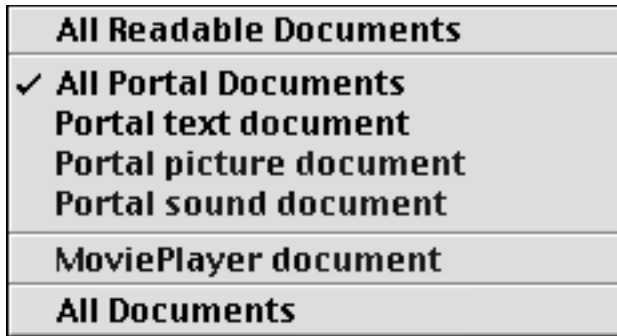 All Readable Documents
✓ All Portal Documents
Portal text document
Portal picture document
Portal sound document
MoviePlayer document
All Documents